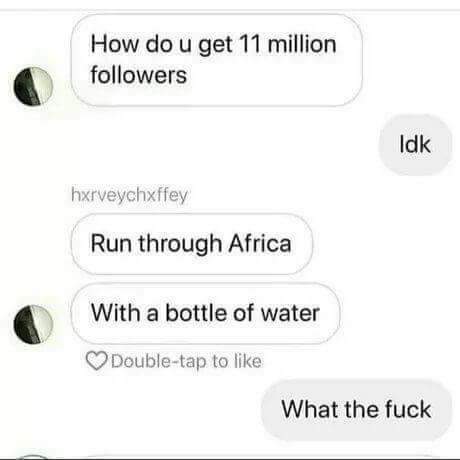 How do u get 11 million
followers
Idk
hxrveychxffey
Run through Africa
With a bottle of water
Double-tap to like
What the fuck